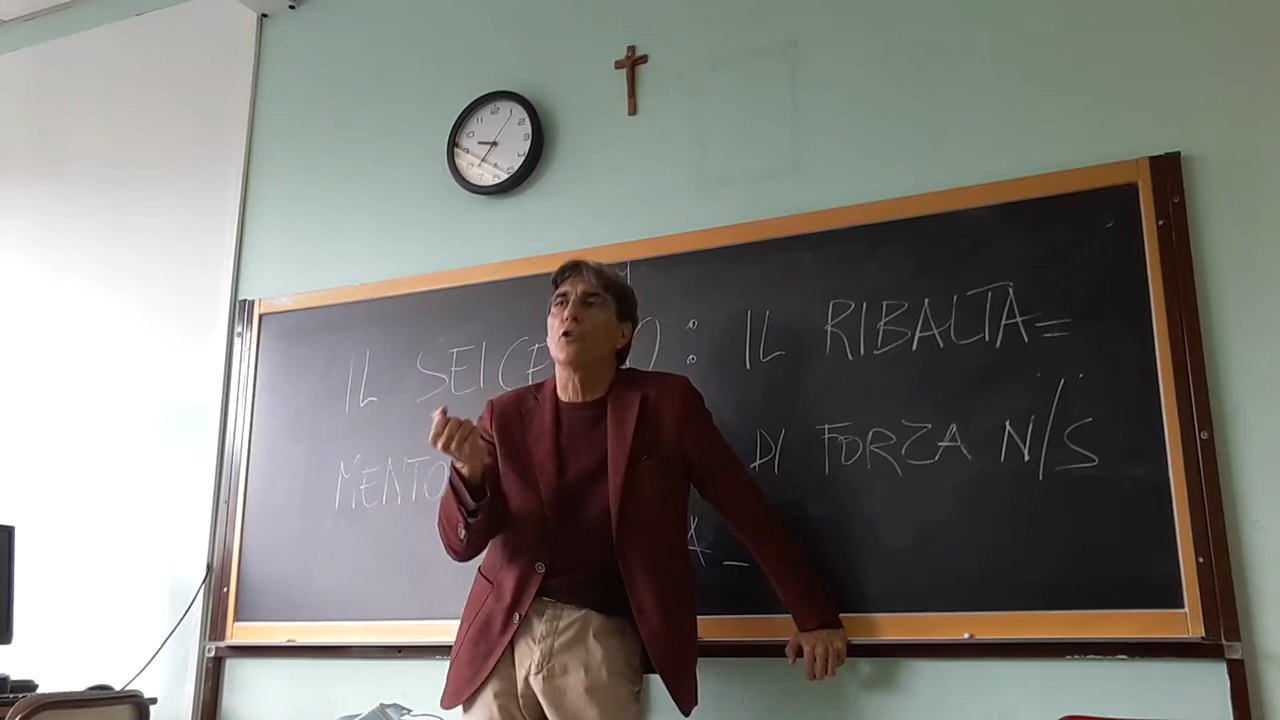 IL SEICE O : IL RIBALTA=
MENTO DI FORZA N/S
A